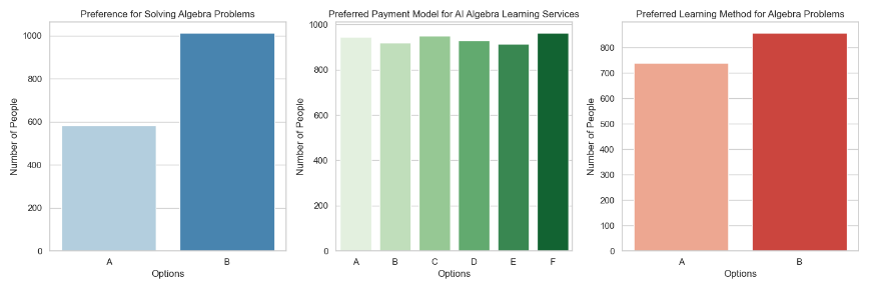 Preference for Solving Algebra Problems
Number of People
1000
800
600
400
200
0
A B
Options
Preferred Payment Model for AI Algebra Learning Services
Number of People
1000
800
600
400
200
0
A B C D E F
Options
Preferred Learning Method for Algebra Problems
Number of People
800
700
600
500
400
300
200
100
0
A B
Options